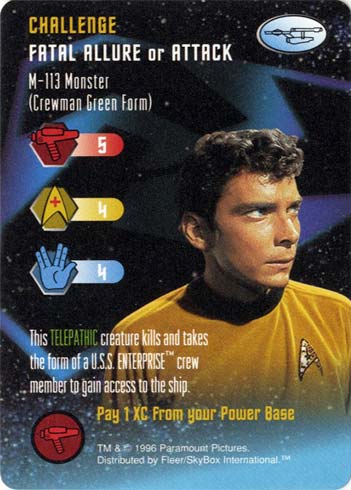 CHALLENGE
FATAL ALLURE or ATTACK
M-113 Monster
(Crewman Green Form)
5
4
4
This TELEPATHIC creature kills and takes
the form of a U.S.S. ENTERPRISE™ crew
member to gain access to the ship.
Pay 1 XC From your Power Base
TM & © 1996 Paramount Pictures.
Distributed by Fleer/SkyBox International.™